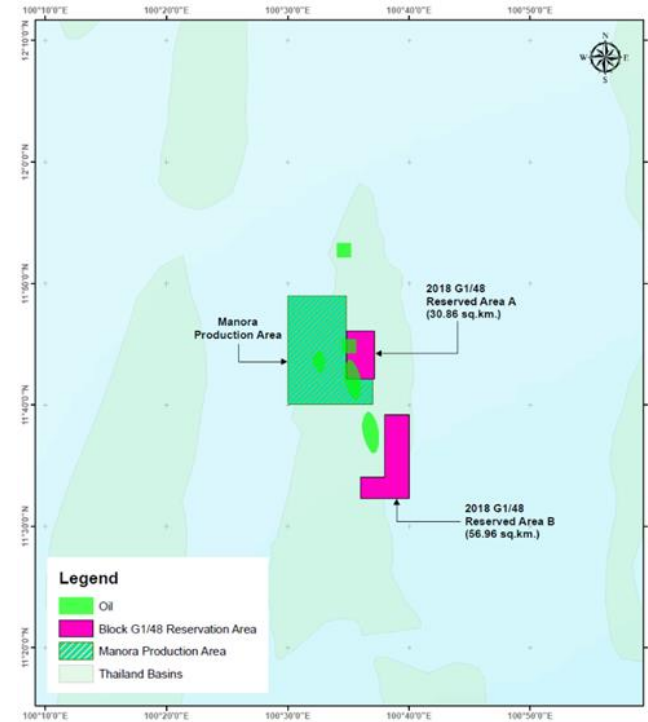 100°10'0"E 100°20'0"E 100°30'0"E 100°40'0"E 100°50'0"E
N
W E
S
12°10'0"N
12°0'0"N
11°50'0"N
11°40'0"N
11°30'0"N
11°20'0"N
2018 G1/48
Reserved Area A
(30.86 sq.km.)
Manora
Production Area
2018 G1/48
Reserved Area B
(56.96 sq.km.)
Legend
Oil
Block G1/48 Reservation Area
Manora Production Area
Thailand Basins
100°10'0"E 100°20'0"E 100°30'0"E 100°40'0"E 100°50'0"E